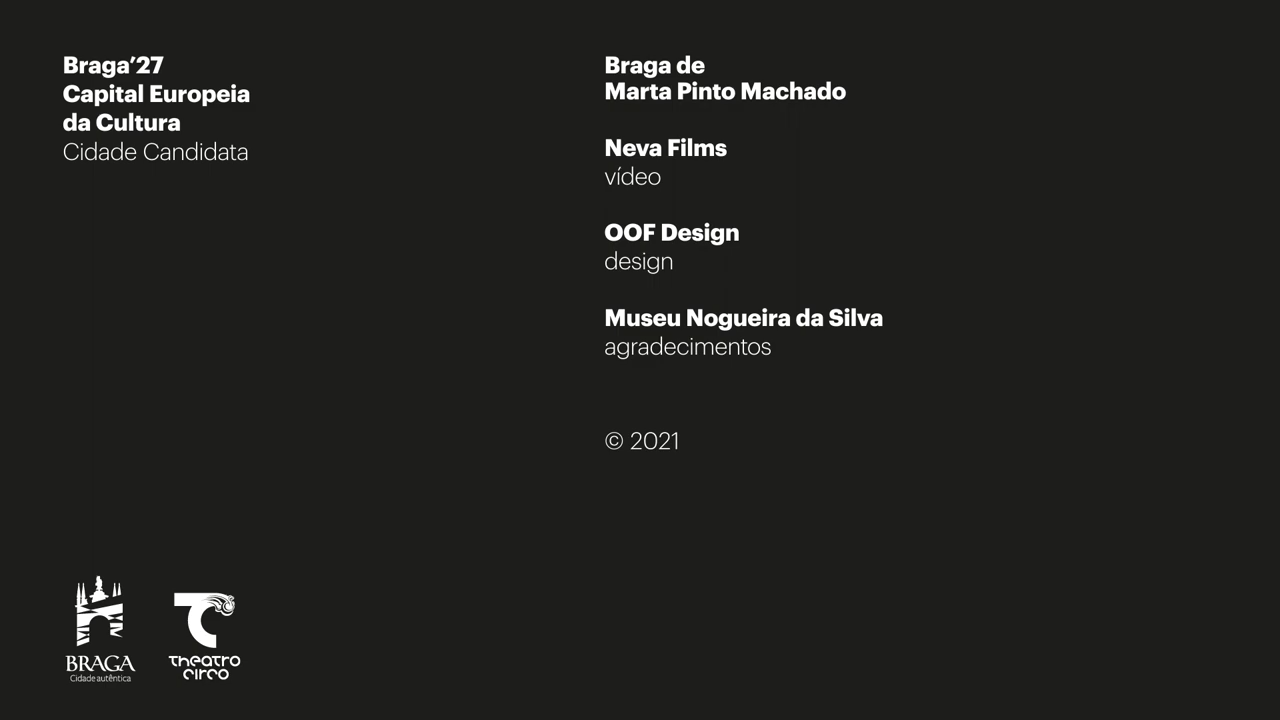 Braga’27
Capital Europeia
da Cultura
Cidade Candidata
Braga de
Marta Pinto Machado
Neva Films
vídeo
OOF Design
design
Museu Nogueira da Silva
agradecimentos
© 2021
BRAGA
Cidade autêntica
Theatro
Circo